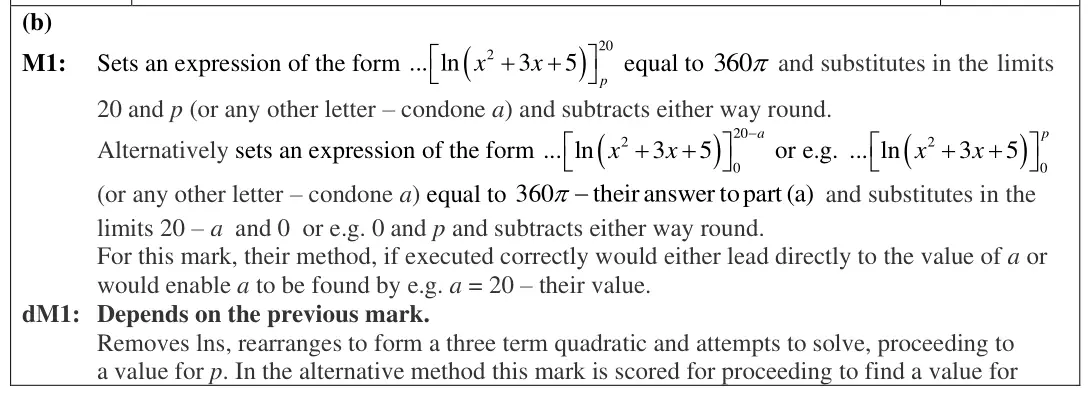 (b)
M1: Sets an expression of the form ...[ln(x² + 3x + 5)]ₚ²⁰ equal to 360π and substitutes in the limits
20 and p (or any other letter – condone a) and subtracts either way round.
Alternatively sets an expression of the form ...[ln(x² + 3x + 5)]₀²⁰⁻ᵃ or e.g. ...[ln(x² + 3x + 5)]₀ᵖ
(or any other letter – condone a) equal to 360π – their answer to part (a) and substitutes in the
limits 20 – a and 0 or e.g. 0 and p and subtracts either way round.
For this mark, their method, if executed correctly would either lead directly to the value of a or
would enable a to be found by e.g. a = 20 – their value.
dM1: Depends on the previous mark.
Removes lns, rearranges to form a three term quadratic and attempts to solve, proceeding to
a value for p. In the alternative method this mark is scored for proceeding to find a value for